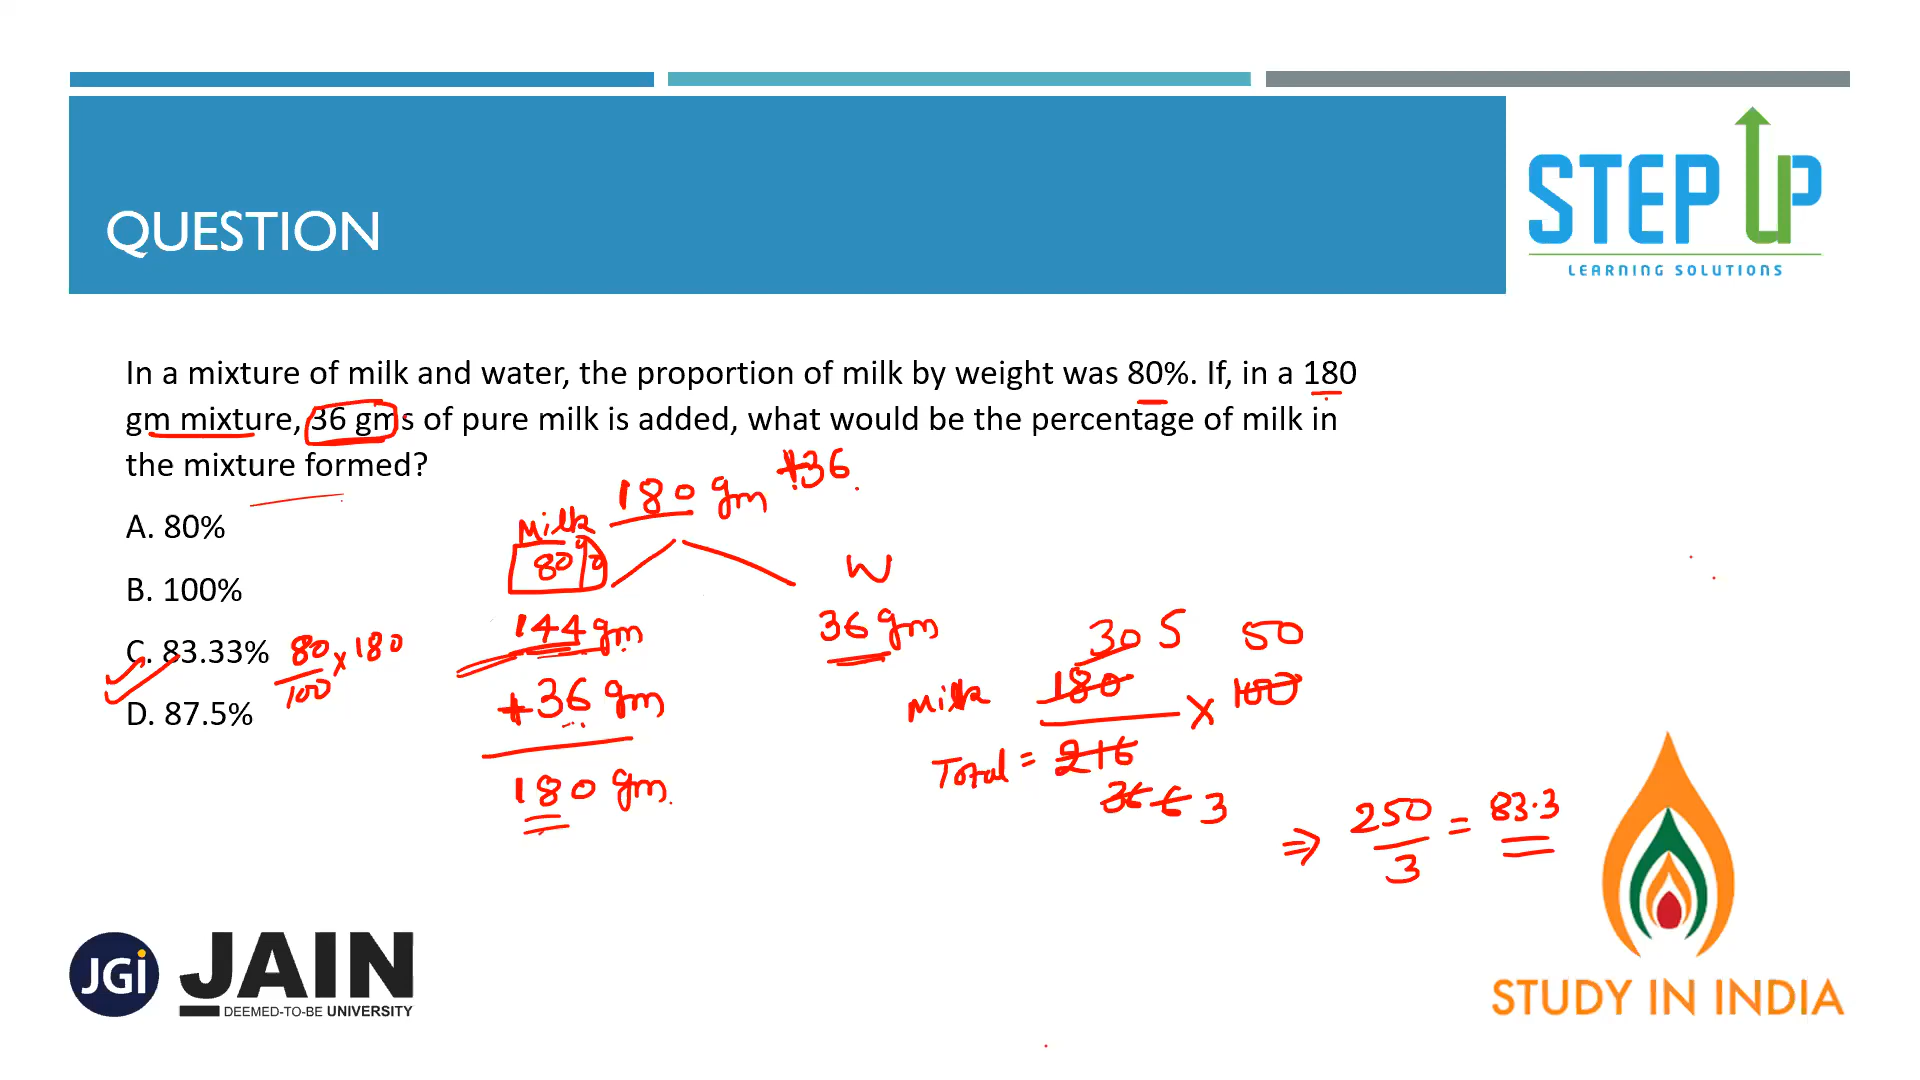 STEP UP
LEARNING SOLUTIONS
QUESTION
In a mixture of milk and water, the proportion of milk by weight was 80%. If, in a 180
gm mixture, 36 gms of pure milk is added, what would be the percentage of milk in
the mixture formed?
A. 80%
B. 100%
C. 83.33%
D. 87.5%
80/100 × 180
180 gm +36
Milk
80%
W
144 gm
36 gm
+36 gm
180 gm
30 5 50
Milk 180 × 100
Total = 216
36 6 3
⇒ 250/3 = 83.3
JGi JAIN
DEEMED-TO-BE UNIVERSITY
STUDY IN INDIA